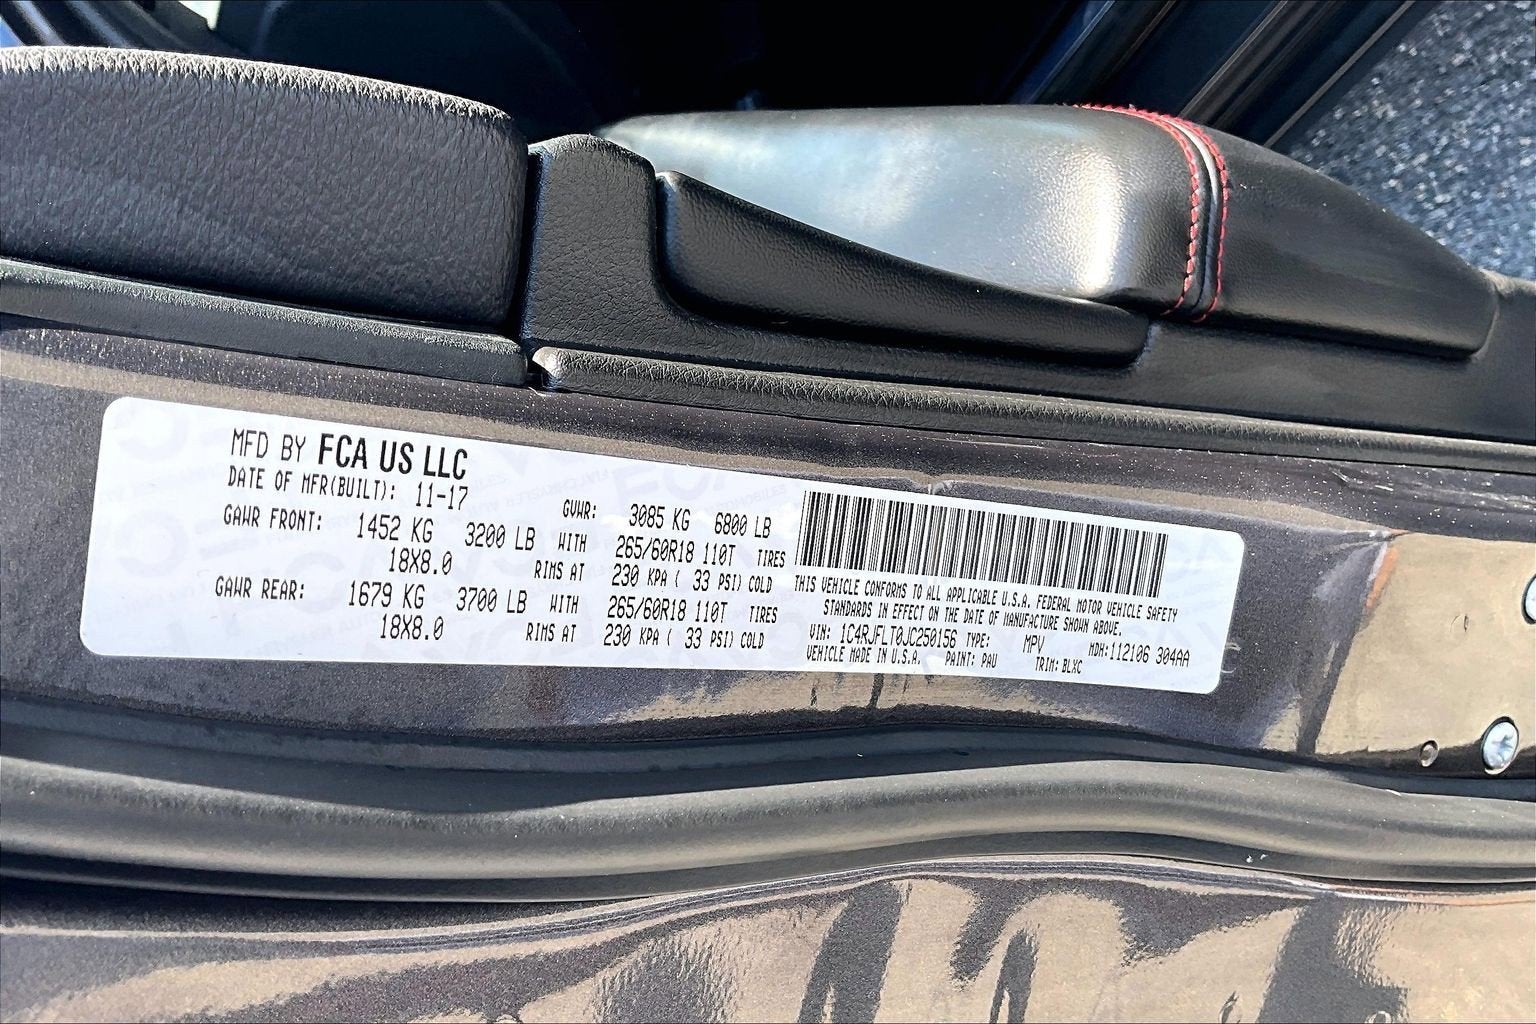 MFD BY FCA US LLC
DATE OF MFR(BUILT): 11-17
GVWR: 3085 KG 6800 LB
GAWR FRONT: 1452 KG 3200 LB WITH 265/60R18 110T TIRES
18X8.0 RIMS AT 230 KPA ( 33 PSI) COLD
GAWR REAR: 1679 KG 3700 LB WITH 265/60R18 110T TIRES
18X8.0 RIMS AT 230 KPA ( 33 PSI) COLD
THIS VEHICLE CONFORMS TO ALL APPLICABLE U.S.A. FEDERAL MOTOR VEHICLE SAFETY
STANDARDS IN EFFECT ON THE DATE OF MANUFACTURE SHOWN ABOVE.
VIN: 1C4RJFLT0JC250156 TYPE: MPV MDH:112106 304AA
VEHICLE MADE IN U.S.A. PAINT: PAU TRIM: BLXC